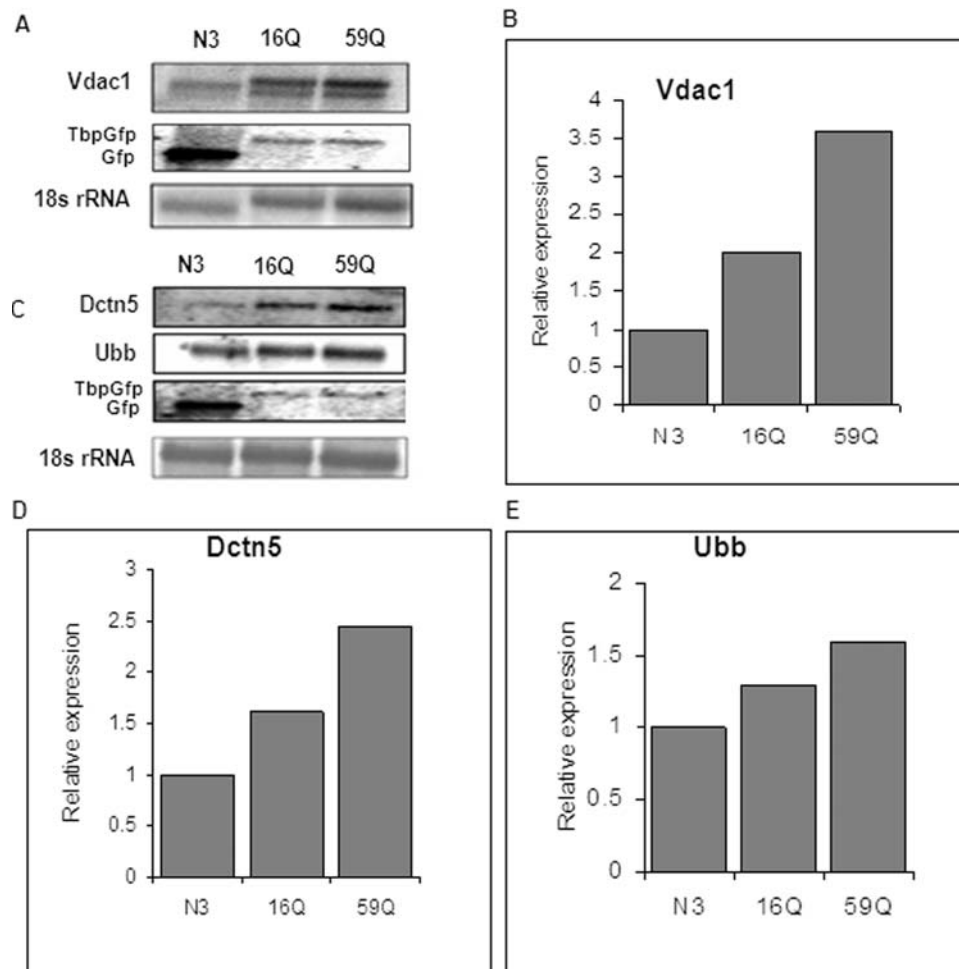 A
N3 16Q 59Q
Vdac1
TbpGfp
Gfp
18s rRNA
B
Vdac1
4
3.5
3
2.5
2
1.5
1
0.5
0
Relative expression
N3 16Q 59Q
C
N3 16Q 59Q
Dctn5
Ubb
TbpGfp
Gfp
18s rRNA
D
Dctn5
3
2.5
2
1.5
1
0.5
0
Relative expression
N3 16Q 59Q
E
Ubb
2
1.5
1
0.5
0
Relative expression
N3 16Q 59Q